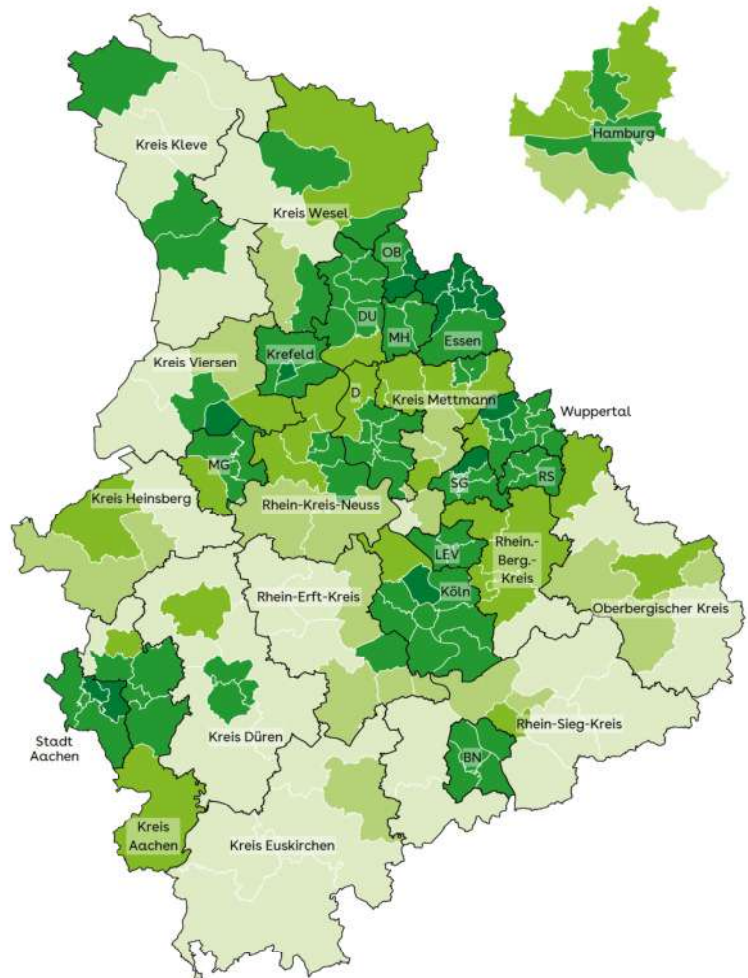 Hamburg
Kreis Kleve
Kreis Wesel
OB
DU
MH
Essen
Kreis Viersen
Krefeld
D
Kreis Mettmann
Wuppertal
MG
SG
RS
Kreis Heinsberg
Rhein-Kreis-Neuss
LEV
Rhein.-
Berg.-
Kreis
Rhein-Erft-Kreis
Köln
Oberbergischer Kreis
Stadt
Aachen
Kreis Düren
Rhein-Sieg-Kreis
BN
Kreis
Aachen
Kreis Euskirchen